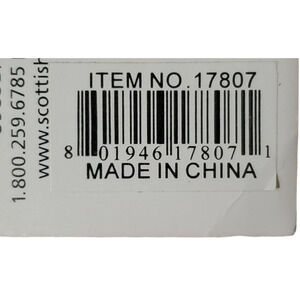 ITEM NO. 17807
8 01946 17807 1
MADE IN CHINA
1.800.259.6785
www.scottish